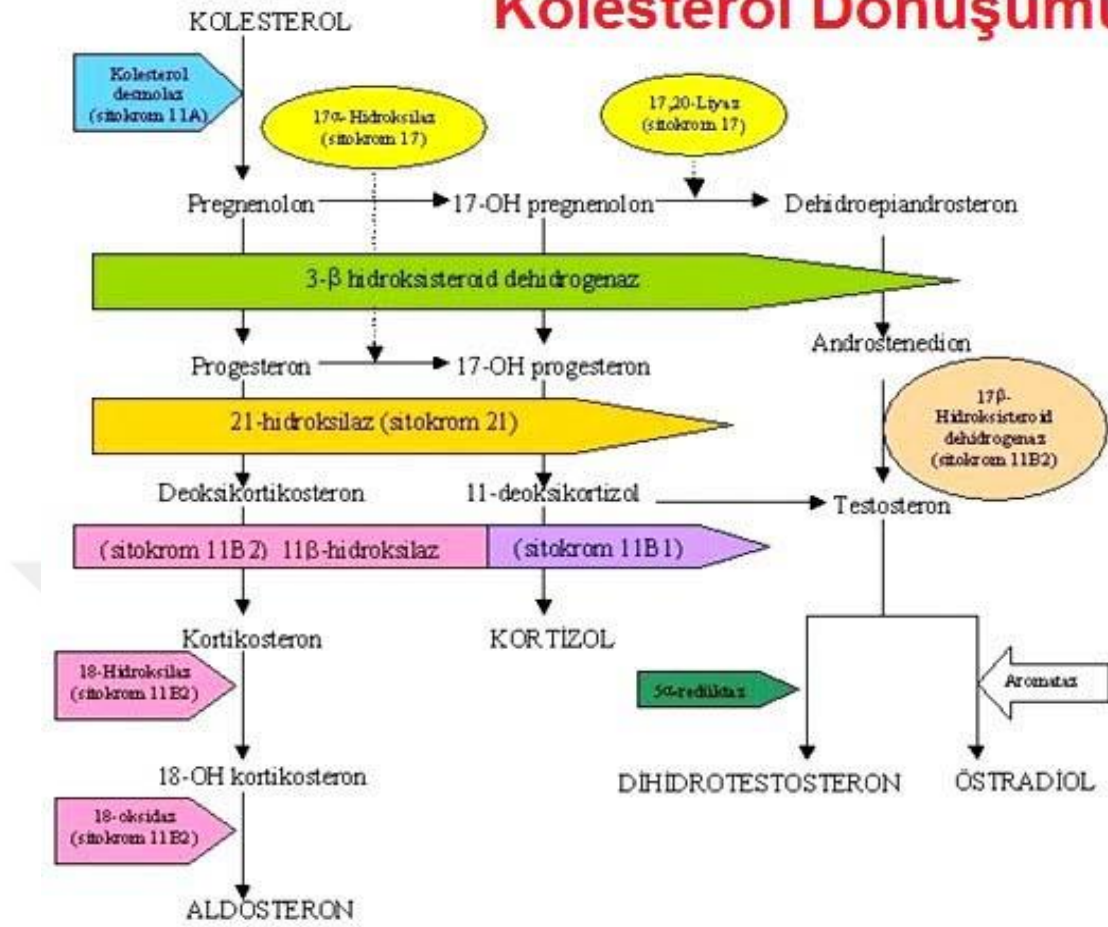 Kolesterol Dönüşümü
KOLESTEROL
Kolesterol
desmolaz
(sitokrom 11A)
17α- Hidroksilaz
(sitokrom 17)
17,20-Liyaz
(sitokrom 17)
Pregnenolon
17-OH pregnenolon
Dehidroepiandrosteron
3-β hidroksisteroid dehidrogenaz
Androstenedion
Progesteron
17-OH progesteron
17β-
Hidroksisteroid
dehidrogenaz
(sitokrom 11B2)
21-hidroksilaz (sitokrom 21)
Deoksikortikosteron
11-deoksikortizol
Testosteron
(sitokrom 11B2) 11β-hidroksilaz
(sitokrom 11B1)
Kortikosteron
KORTİZOL
18-Hidroksilaz
(sitokrom 11B2)
5α-redüktaz
Aromataz
18-OH kortikosteron
DİHİDROTESTOSTERON
ÖSTRADİOL
18-oksidaz
(sitokrom 11B2)
ALDOSTERON